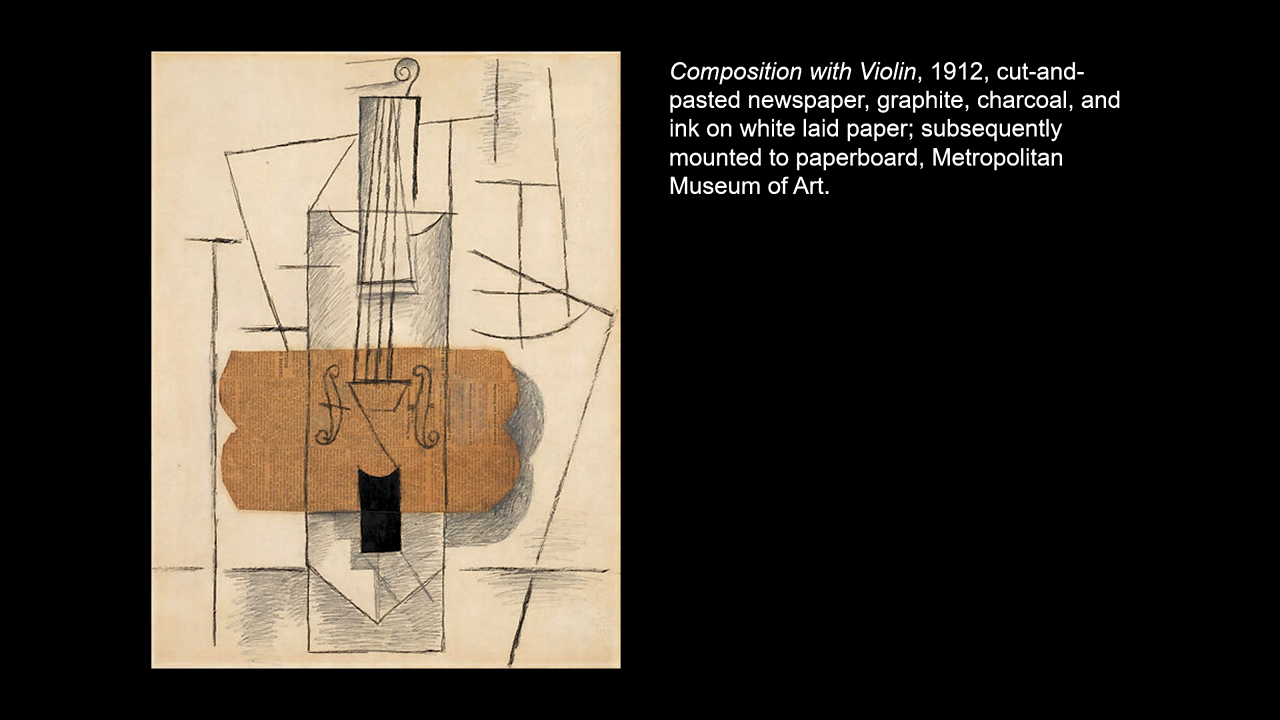 Composition with Violin, 1912, cut-and-
pasted newspaper, graphite, charcoal, and
ink on white laid paper; subsequently
mounted to paperboard, Metropolitan
Museum of Art.